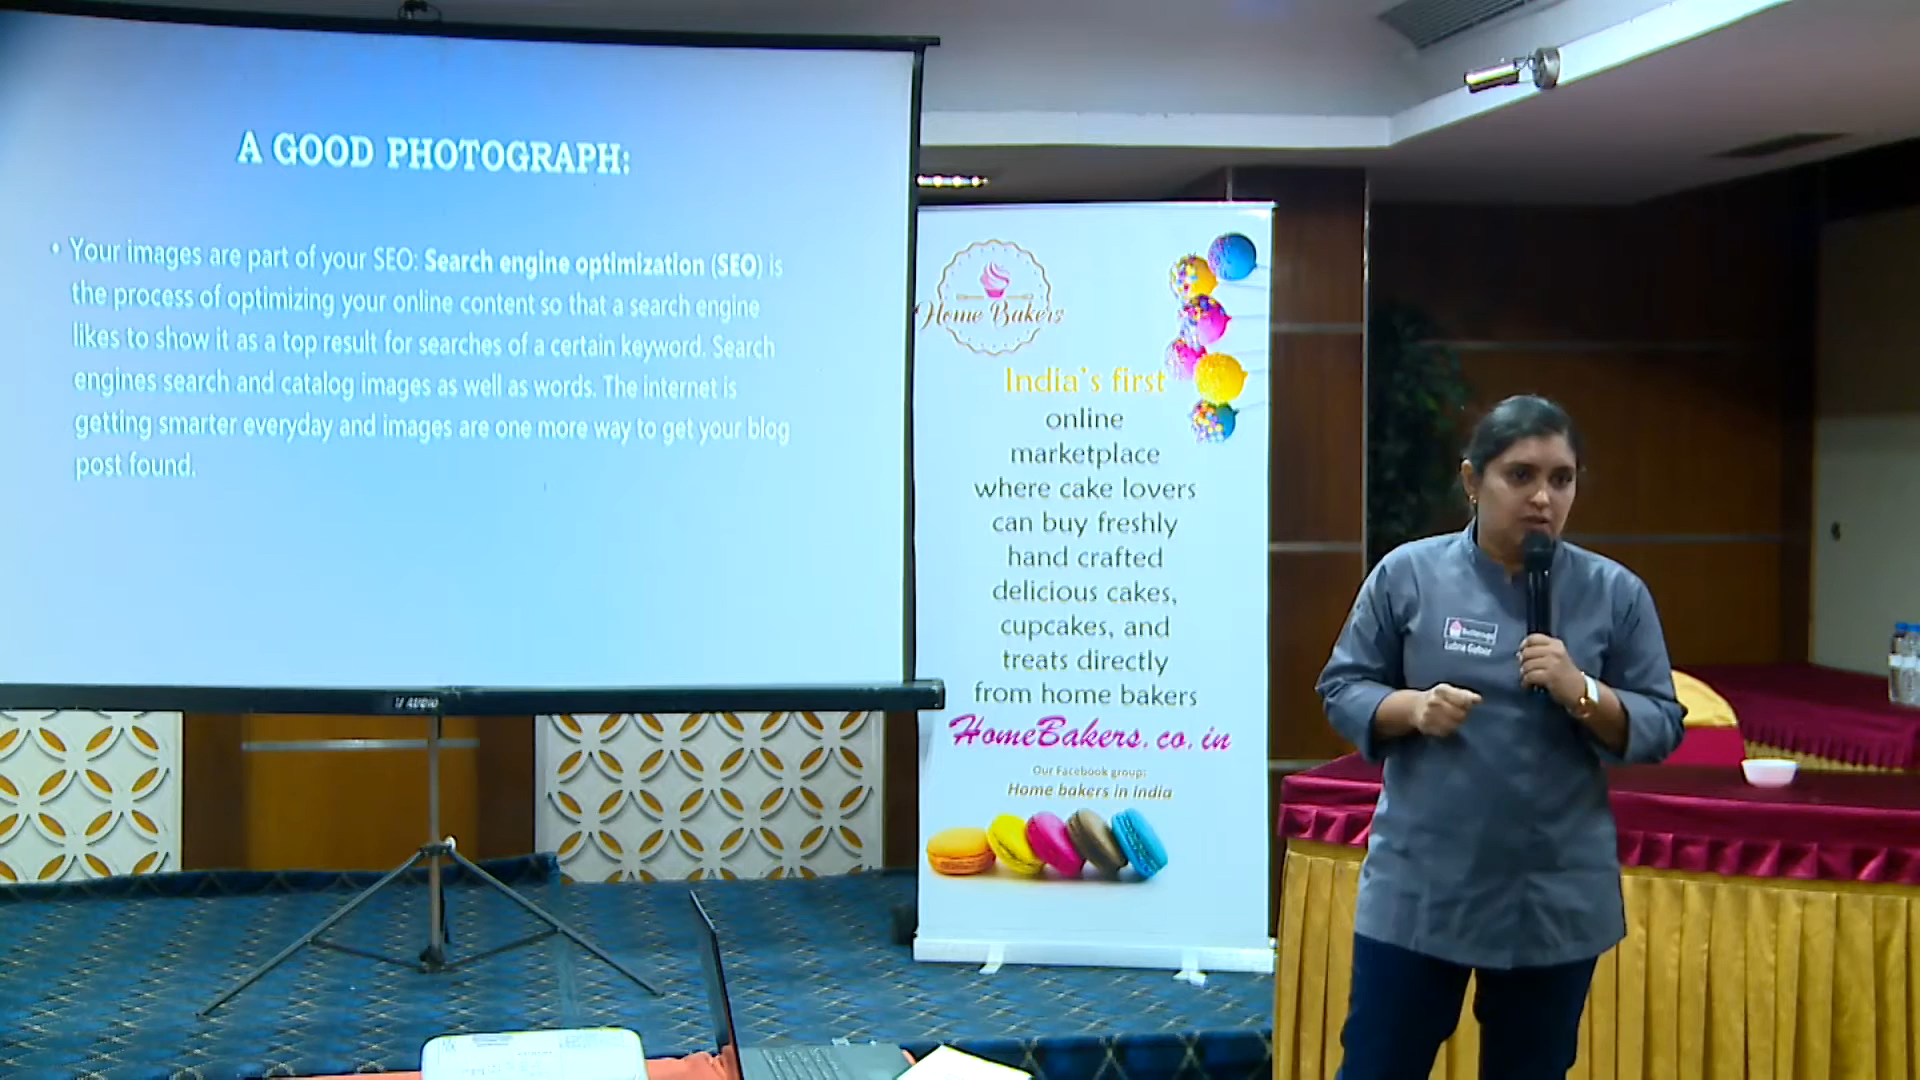 A GOOD PHOTOGRAPH:
• Your images are part of your SEO: Search engine optimization (SEO) is
the process of optimizing your online content so that a search engine
likes to show it as a top result for searches of a certain keyword. Search
engines search and catalog images as well as words. The internet is
getting smarter everyday and images are one more way to get your blog
post found.
AUDIO
Home Bakers
India's first
online
marketplace
where cake lovers
can buy freshly
hand crafted
delicious cakes,
cupcakes, and
treats directly
from home bakers
HomeBakers.co.in
Our Facebook group:
Home bakers in India
Lubna Gafoor